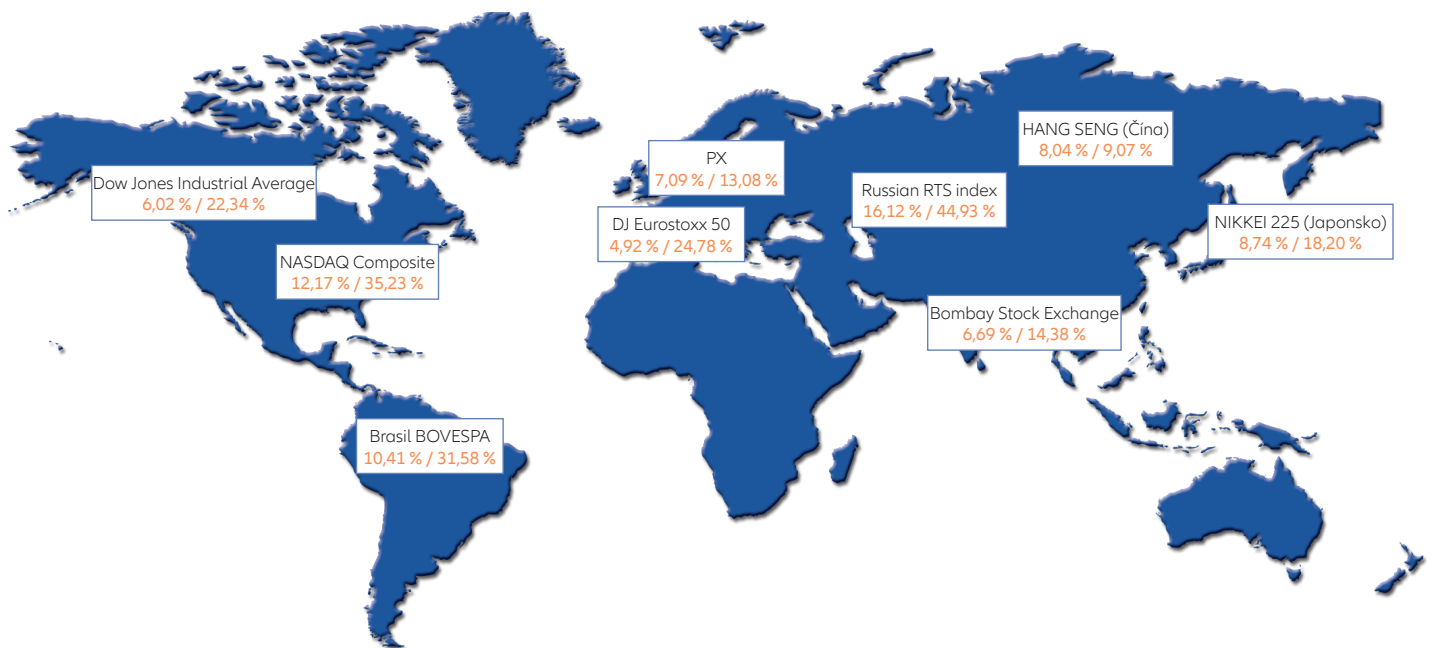 HANG SENG (Čína)
8,04 % / 9,07 %
PX
7,09 % / 13,08 %
Dow Jones Industrial Average
6,02 % / 22,34 %
Russian RTS index
16,12 % / 44,93 %
DJ Eurostoxx 50
4,92 % / 24,78 %
NIKKEI 225 (Japonsko)
8,74 % / 18,20 %
NASDAQ Composite
12,17 % / 35,23 %
Bombay Stock Exchange
6,69 % / 14,38 %
Brasil BOVESPA
10,41 % / 31,58 %